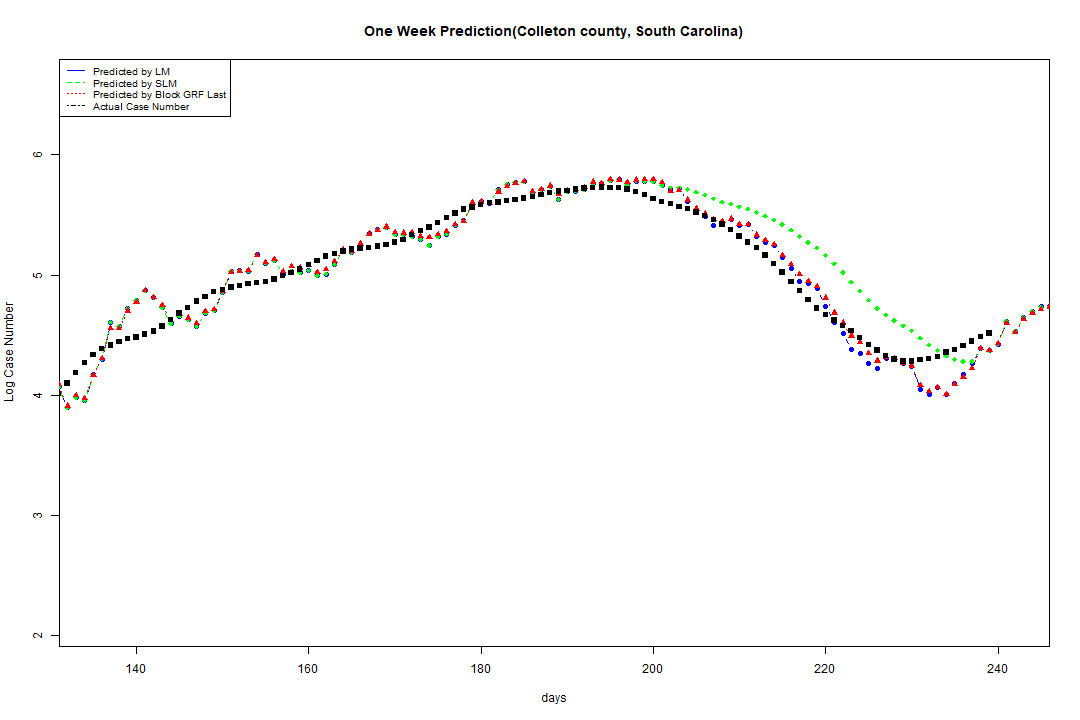 One Week Prediction(Colleton county, South Carolina)
Predicted by LM
Predicted by SLM
Predicted by Block GRF Last
Actual Case Number
6
5
4
3
2
Log Case Number
140 160 180 200 220 240
days